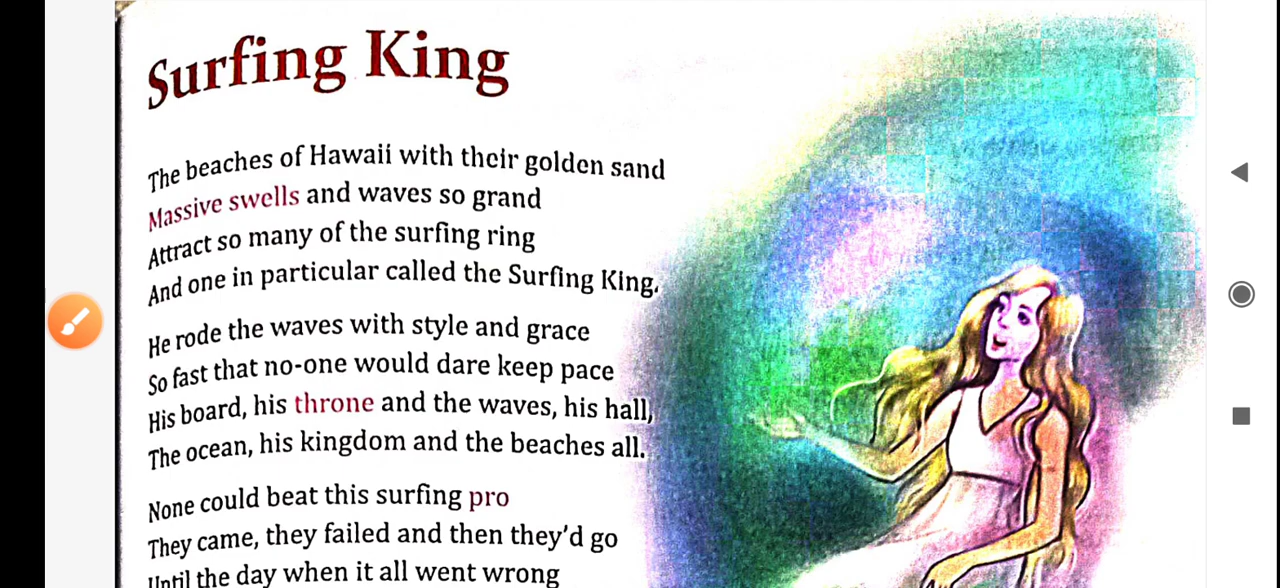 Surfing King
The beaches of Hawaii with their golden sand
Massive swells and waves so grand
Attract so many of the surfing ring
And one in particular called the Surfing King.
He rode the waves with style and grace
So fast that no-one would dare keep pace
His board, his throne and the waves, his hall,
The ocean, his kingdom and the beaches all.
None could beat this surfing pro
They came, they failed and then they'd go
Until the day when it all went wrong